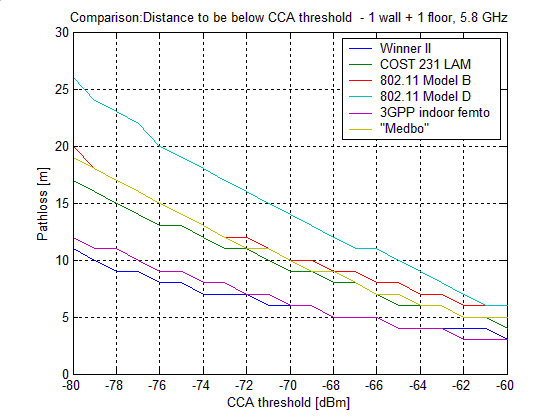 Comparison:Distance to be below CCA threshold - 1 wall + 1 floor, 5.8 GHz
30
25
20
15
10
5
0
Pathloss [m]
Winner II
COST 231 LAM
802.11 Model B
802.11 Model D
3GPP indoor femto
"Medbo"
-80 -78 -76 -74 -72 -70 -68 -66 -64 -62 -60
CCA threshold [dBm]